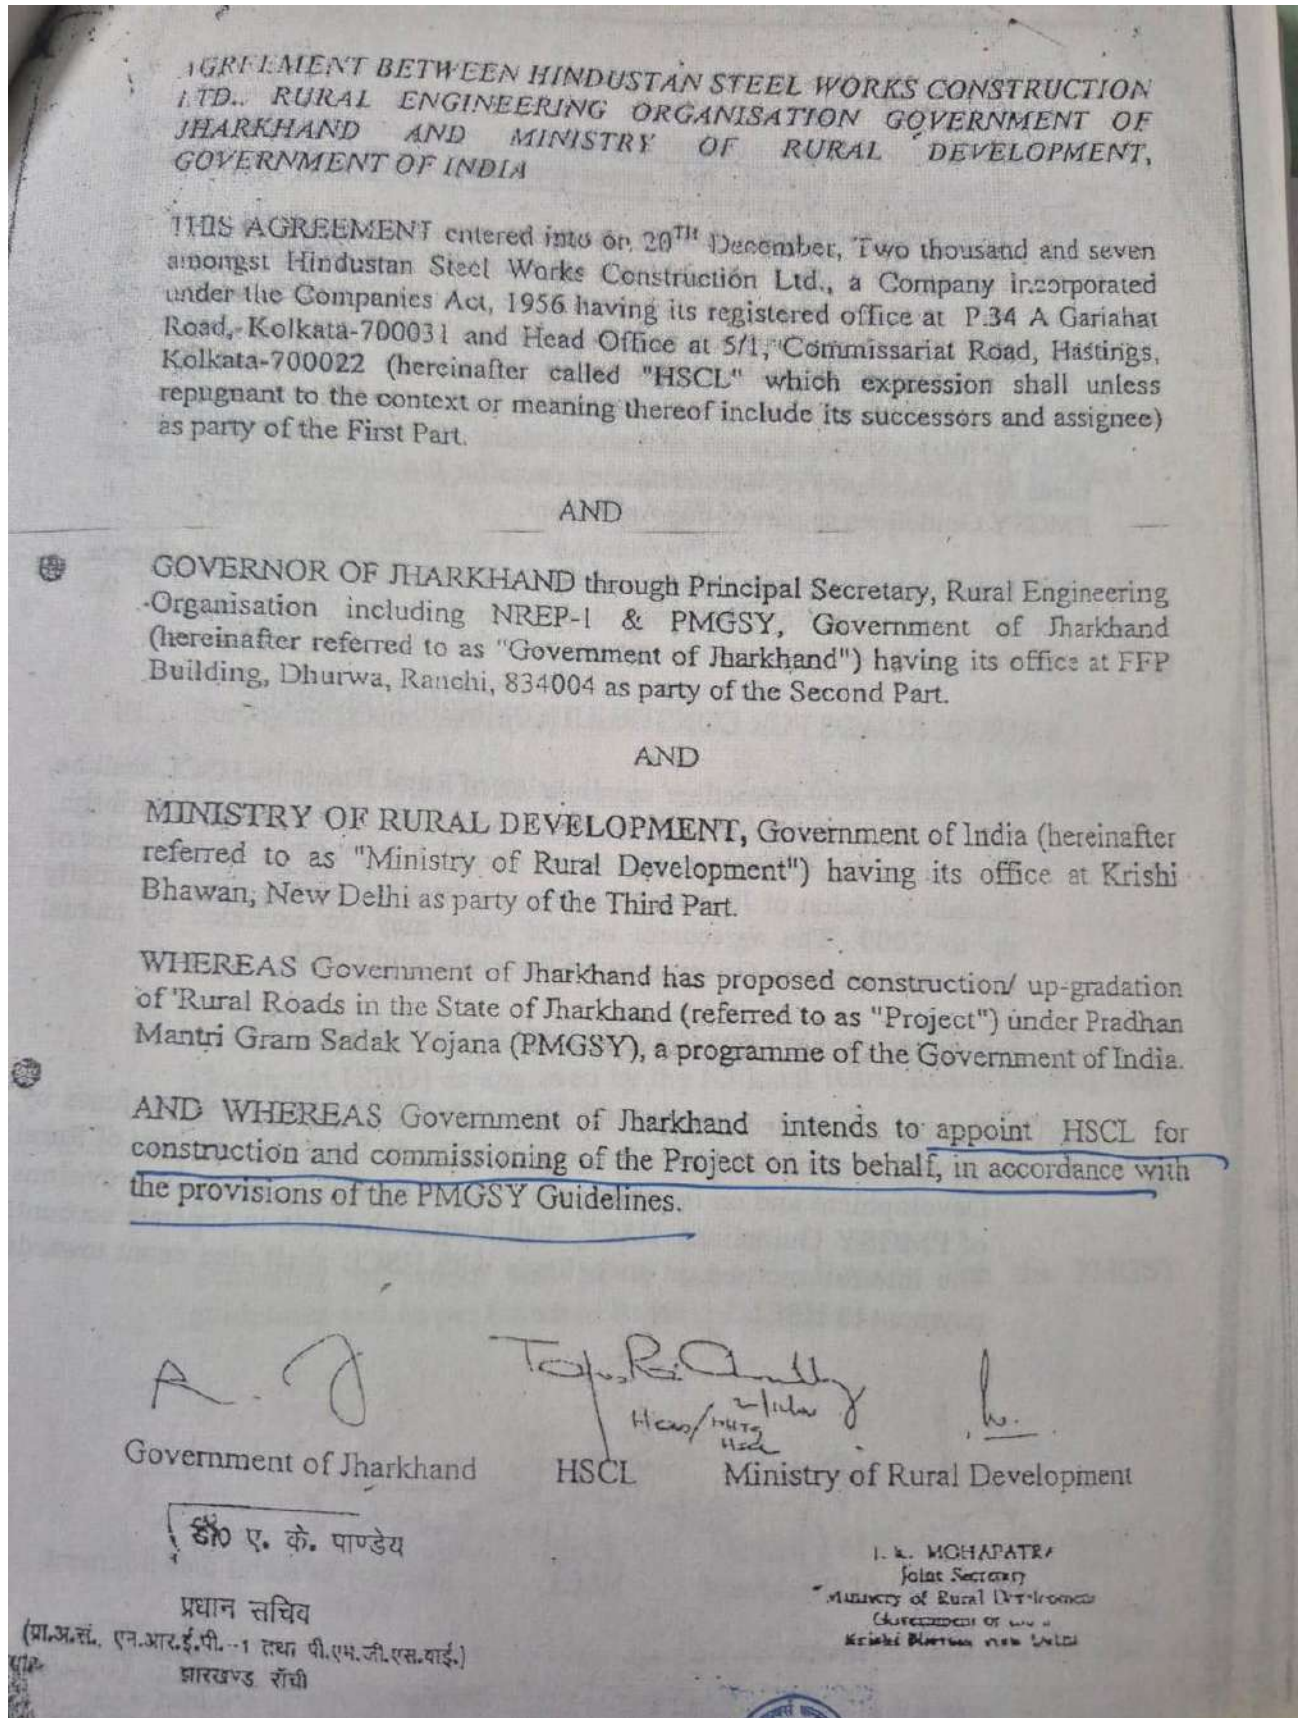 AGREEMENT BETWEEN HINDUSTAN STEEL WORKS CONSTRUCTION
LTD., RURAL ENGINEERING ORGANISATION GOVERNMENT OF
JHARKHAND AND MINISTRY OF RURAL DEVELOPMENT,
GOVERNMENT OF INDIA
THIS AGREEMENT entered into on 20TH December, Two thousand and seven
amongst Hindustan Steel Works Construction Ltd., a Company incorporated
under the Companies Act, 1956 having its registered office at P.34 A Gariahat
Road, Kolkata-700031 and Head Office at 5/1, Commissariat Road, Hastings,
Kolkata-700022 (hereinafter called "HSCL" which expression shall unless
repugnant to the context or meaning thereof include its successors and assignee)
as party of the First Part.
AND
GOVERNOR OF JHARKHAND through Principal Secretary, Rural Engineering
Organisation including NREP-I & PMGSY, Government of Jharkhand
(hereinafter referred to as "Government of Jharkhand") having its office at FFP
Building, Dhurwa, Ranchi, 834004 as party of the Second Part.
AND
MINISTRY OF RURAL DEVELOPMENT, Government of India (hereinafter
referred to as "Ministry of Rural Development") having its office at Krishi
Bhawan, New Delhi as party of the Third Part.
WHEREAS Government of Jharkhand has proposed construction/ up-gradation
of 'Rural Roads in the State of Jharkhand (referred to as "Project") under Pradhan
Mantri Gram Sadak Yojana (PMGSY), a programme of the Government of India.
AND WHEREAS Government of Jharkhand intends to appoint HSCL for
construction and commissioning of the Project on its behalf, in accordance with
the provisions of the PMGSY Guidelines.
Government of Jharkhand HSCL Ministry of Rural Development
डॉ० ए. के. पाण्डेय
प्रधान सचिव
(ग्रा.अ.सं., एन.आर.ई.पी.-1 तथा पी.एम.जी.एस.वाई.)
झारखण्ड राँची
MOHAPATRA
Joint Secretary
Ministry of Rural Development
Government of
Krishi Bhawan New Delhi